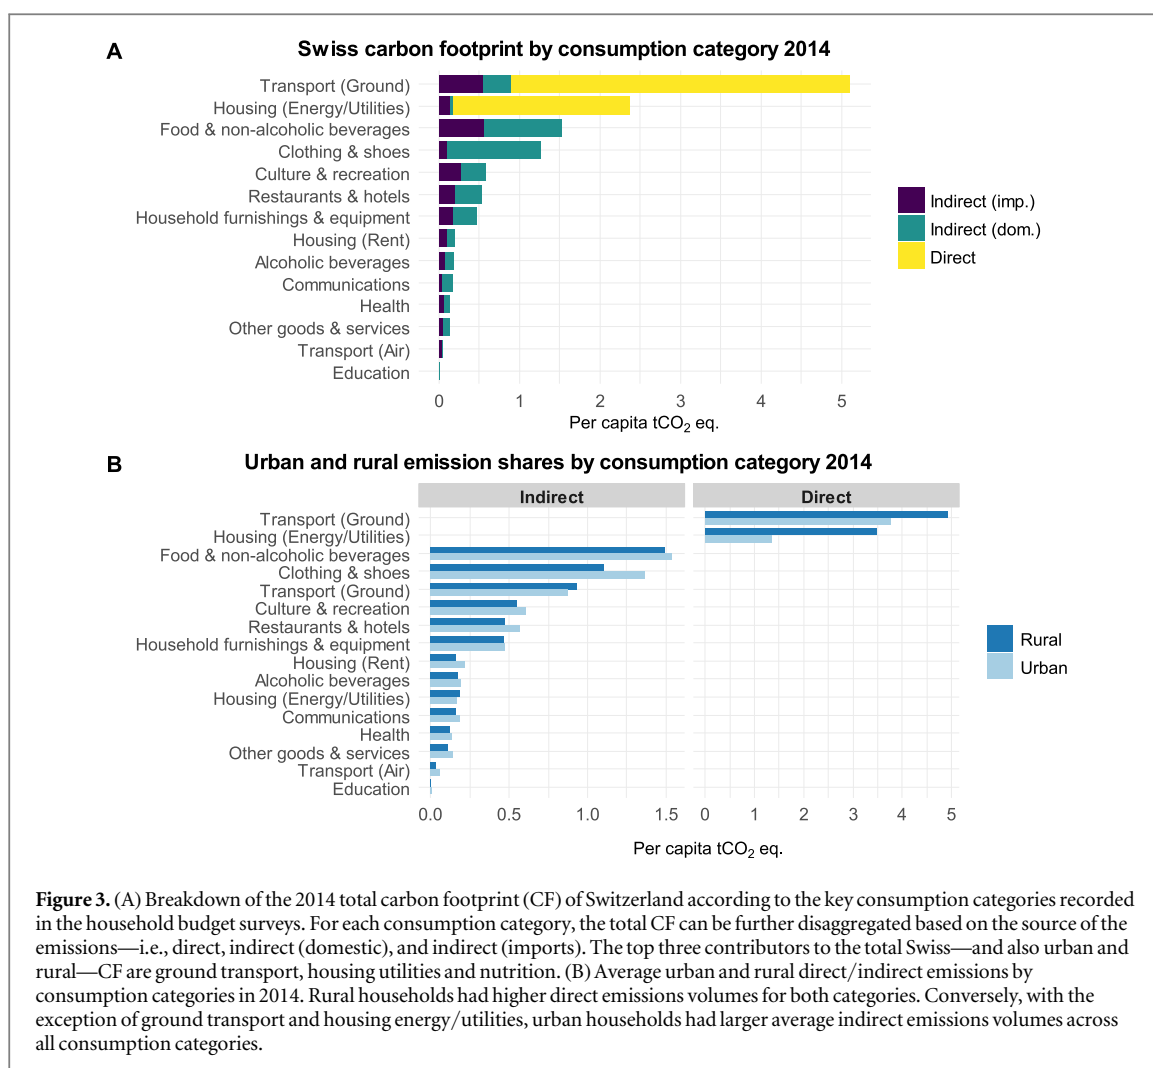 A
Swiss carbon footprint by consumption category 2014
Transport (Ground)
Housing (Energy/Utilities)
Food & non-alcoholic beverages
Clothing & shoes
Culture & recreation
Restaurants & hotels
Household furnishings & equipment
Housing (Rent)
Alcoholic beverages
Communications
Health
Other goods & services
Transport (Air)
Education
0 1 2 3 4 5
Per capita tCO2 eq.
Indirect (imp.)
Indirect (dom.)
Direct
B
Urban and rural emission shares by consumption category 2014
Indirect Direct
Transport (Ground)
Housing (Energy/Utilities)
Food & non-alcoholic beverages
Clothing & shoes
Transport (Ground)
Culture & recreation
Restaurants & hotels
Household furnishings & equipment
Housing (Rent)
Alcoholic beverages
Housing (Energy/Utilities)
Communications
Health
Other goods & services
Transport (Air)
Education
0.0 0.5 1.0 1.5 0 1 2 3 4 5
Per capita tCO2 eq.
Rural
Urban
Figure 3. (A) Breakdown of the 2014 total carbon footprint (CF) of Switzerland according to the key consumption categories recorded
in the household budget surveys. For each consumption category, the total CF can be further disaggregated based on the source of the
emissions—i.e., direct, indirect (domestic), and indirect (imports). The top three contributors to the total Swiss—and also urban and
rural—CF are ground transport, housing utilities and nutrition. (B) Average urban and rural direct/indirect emissions by
consumption categories in 2014. Rural households had higher direct emissions volumes for both categories. Conversely, with the
exception of ground transport and housing energy/utilities, urban households had larger average indirect emissions volumes across
all consumption categories.